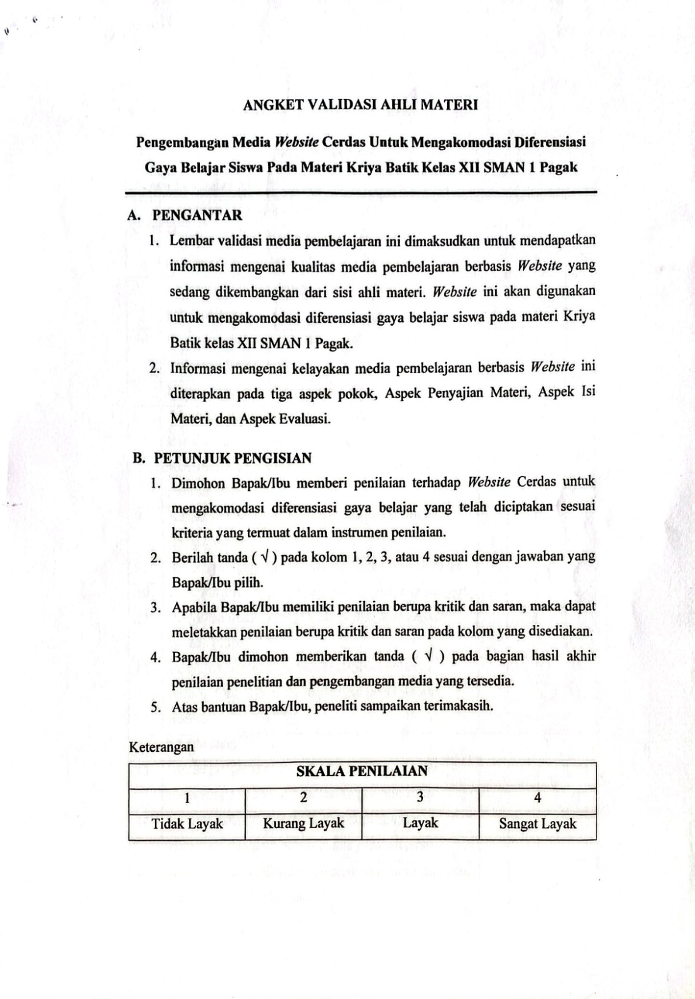 ANGKET VALIDASI AHLI MATERI
Pengembangan Media Website Cerdas Untuk Mengakomodasi Diferensiasi
Gaya Belajar Siswa Pada Materi Kriya Batik Kelas XII SMAN 1 Pagak
A. PENGANTAR
1. Lembar validasi media pembelajaran ini dimaksudkan untuk mendapatkan
informasi mengenai kualitas media pembelajaran berbasis Website yang
sedang dikembangkan dari sisi ahli materi. Website ini akan digunakan
untuk mengakomodasi diferensiasi gaya belajar siswa pada materi Kriya
Batik kelas XII SMAN 1 Pagak.
2. Informasi mengenai kelayakan media pembelajaran berbasis Website ini
diterapkan pada tiga aspek pokok, Aspek Penyajian Materi, Aspek Isi
Materi, dan Aspek Evaluasi.
B. PETUNJUK PENGISIAN
1. Dimohon Bapak/Ibu memberi penilaian terhadap Website Cerdas untuk
mengakomodasi diferensiasi gaya belajar yang telah diciptakan sesuai
kriteria yang termuat dalam instrumen penilaian.
2. Berilah tanda ( √ ) pada kolom 1, 2, 3, atau 4 sesuai dengan jawaban yang
Bapak/Ibu pilih.
3. Apabila Bapak/Ibu memiliki penilaian berupa kritik dan saran, maka dapat
meletakkan penilaian berupa kritik dan saran pada kolom yang disediakan.
4. Bapak/Ibu dimohon memberikan tanda ( √ ) pada bagian hasil akhir
penilaian penelitian dan pengembangan media yang tersedia.
5. Atas bantuan Bapak/Ibu, peneliti sampaikan terimakasih.
Keterangan
SKALA PENILAIAN
1 2 3 4
Tidak Layak Kurang Layak Layak Sangat Layak